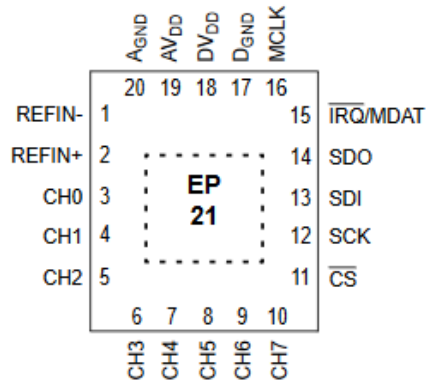 AGND AVDD DVDD DGND MCLK
20 19 18 17 16
REFIN- 1 15 I̅R̅Q̅/MDAT
REFIN+ 2 14 SDO
EP
CH0 3 13 SDI
21
CH1 4 12 SCK
CH2 5 11 C̅S̅
6 7 8 9 10
CH3 CH4 CH5 CH6 CH7